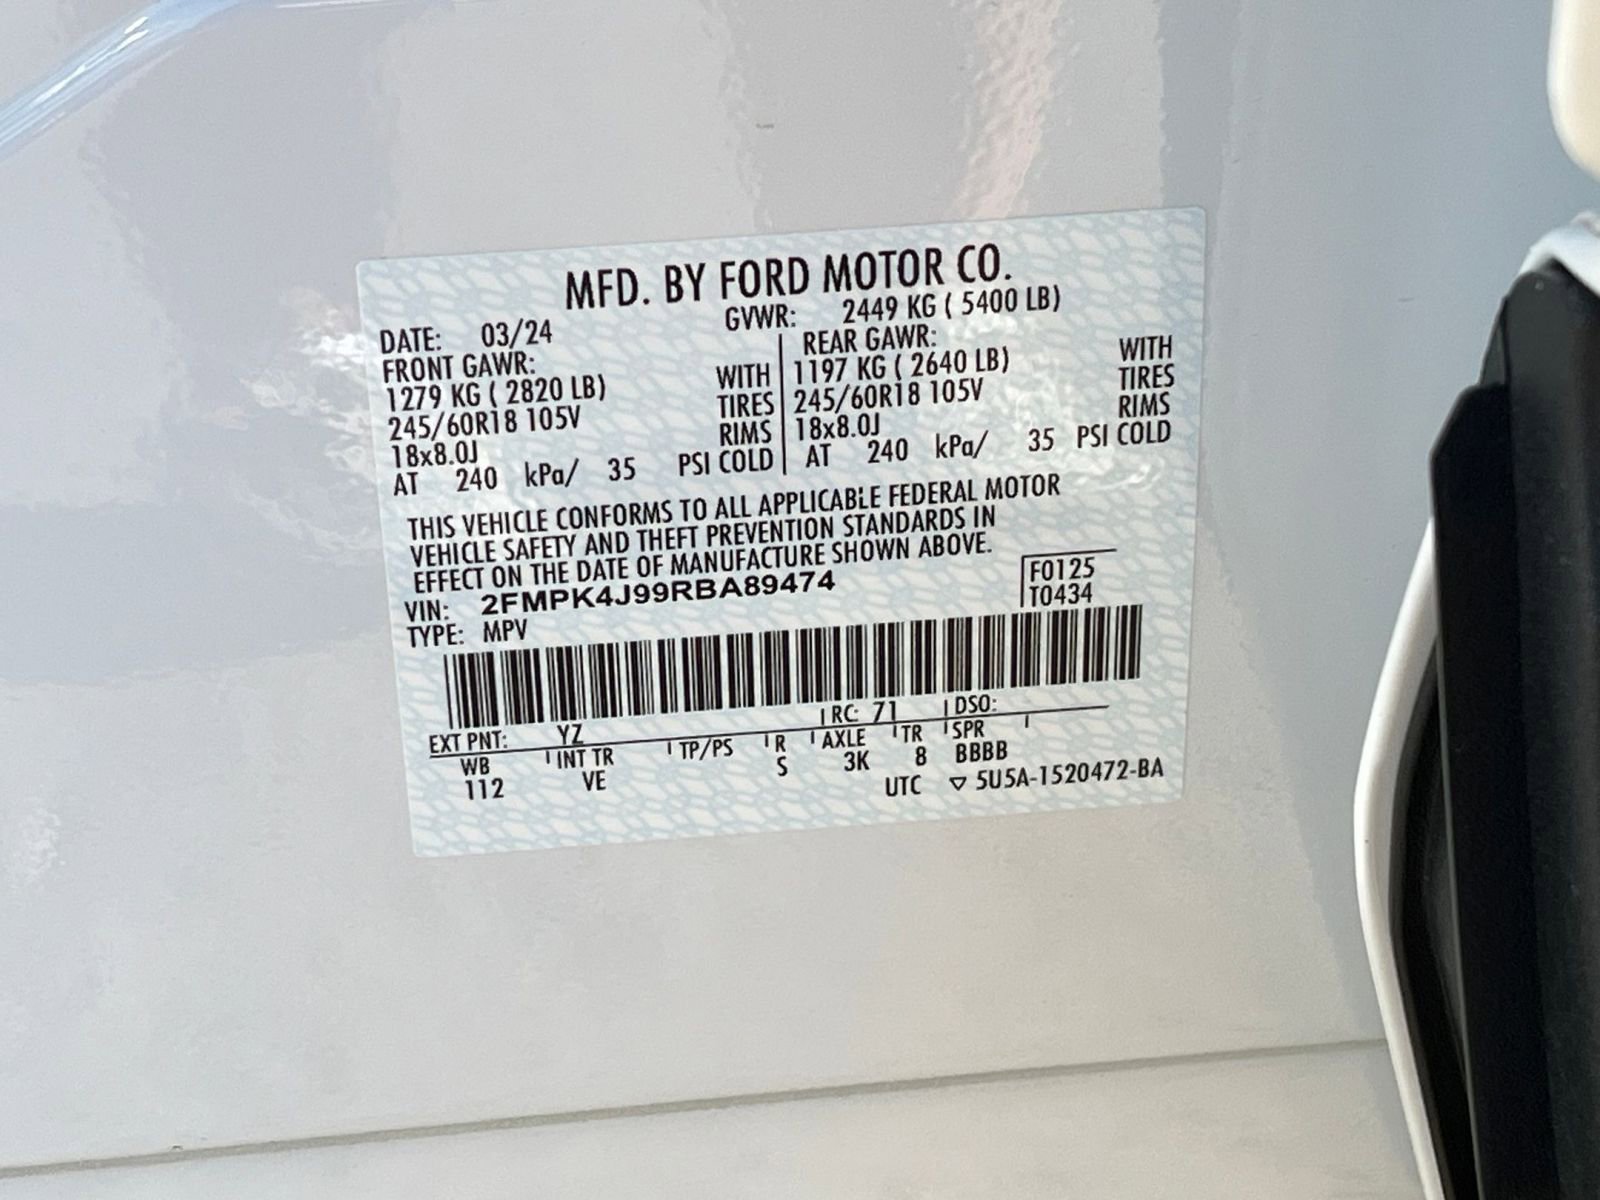 MFD. BY FORD MOTOR CO.
DATE: 03/24 GVWR: 2449 KG ( 5400 LB)
FRONT GAWR: REAR GAWR:
1279 KG ( 2820 LB) WITH 1197 KG ( 2640 LB) WITH
245/60R18 105V TIRES 245/60R18 105V TIRES
18x8.0J RIMS 18x8.0J RIMS
AT 240 kPa/ 35 PSI COLD AT 240 kPa/ 35 PSI COLD
THIS VEHICLE CONFORMS TO ALL APPLICABLE FEDERAL MOTOR
VEHICLE SAFETY AND THEFT PREVENTION STANDARDS IN
EFFECT ON THE DATE OF MANUFACTURE SHOWN ABOVE.
VIN: 2FMPK4J99RBA89474 F0125
TYPE: MPV T0434
EXT PNT: YZ RC: 71 DSO:
WB INT TR TP/PS R AXLE TR SPR
112 VE S 3K 8 BBBB
UTC ▽ 5U5A-1520472-BA